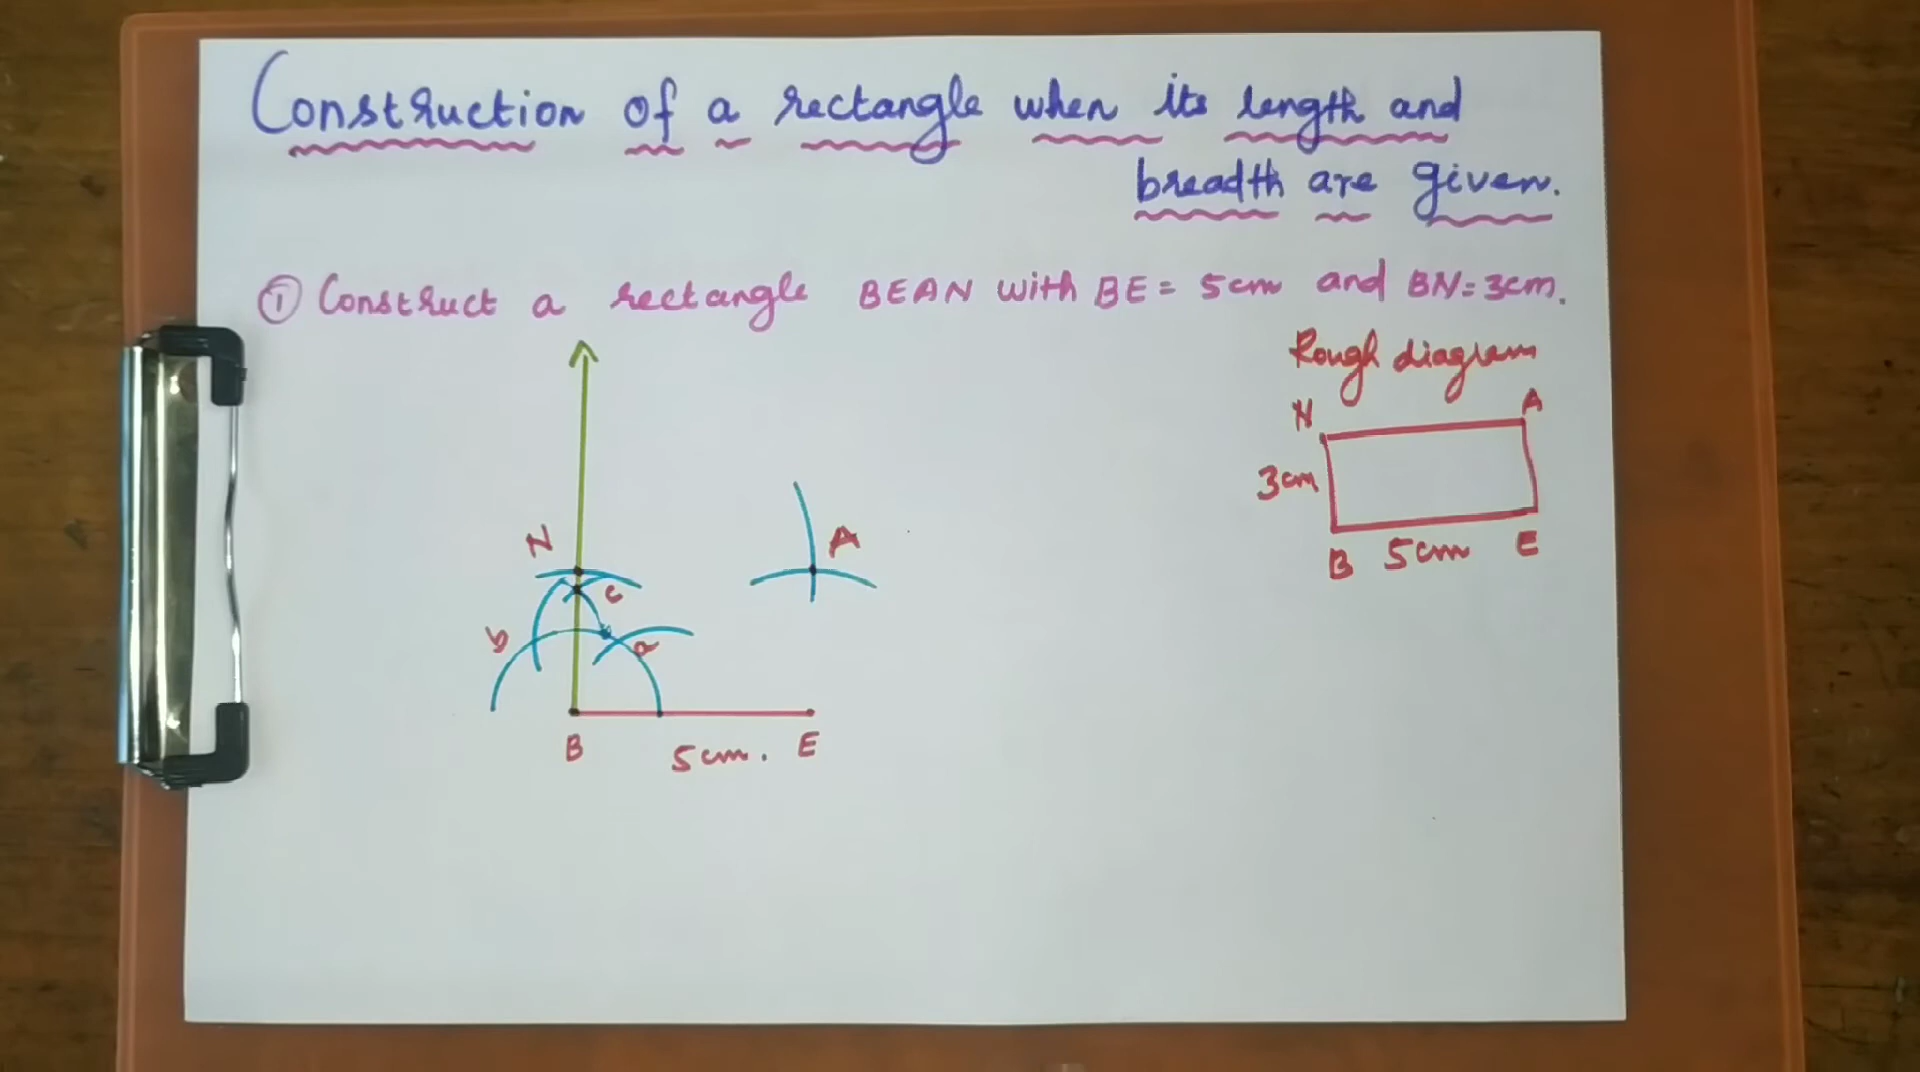 Construction of a rectangle when its length and
breadth are given.
① Construct a rectangle BEAN with BE = 5cm and BN = 3cm.
Rough diagram
N A
3cm
B 5cm E
N A
c
b a
B 5cm. E